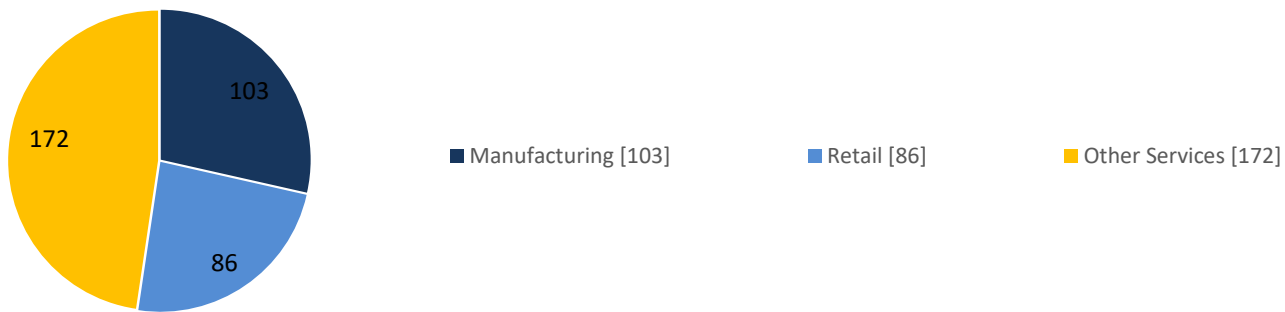 103
172
86
Manufacturing [103]
Retail [86]
Other Services [172]